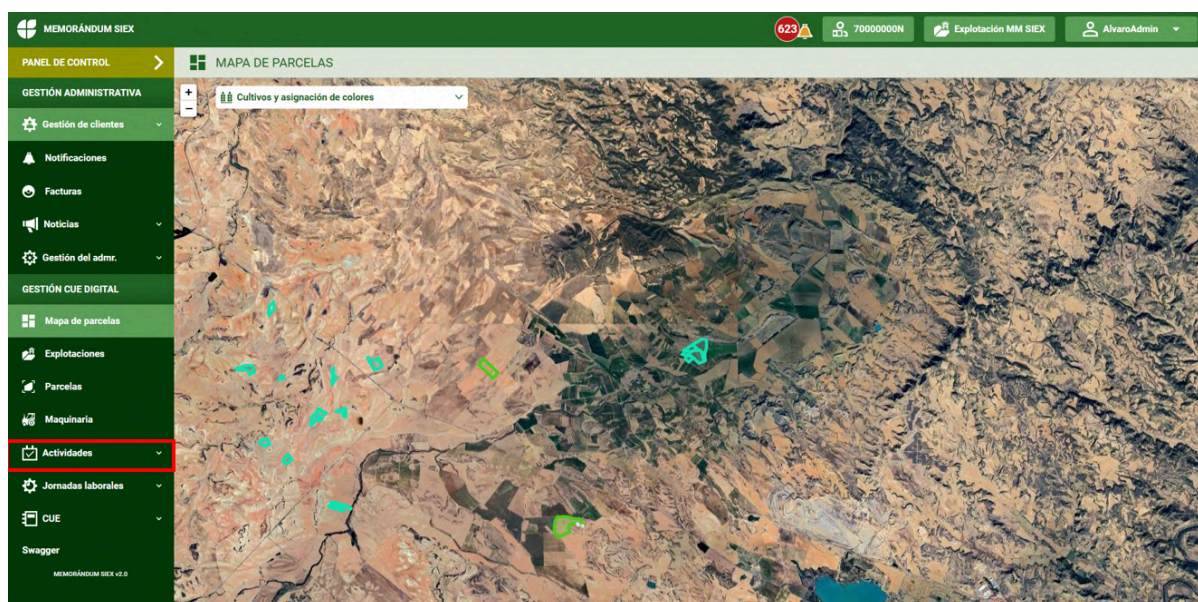 MEMORÁNDUM SIEX
623
70000000N
Explotación MM SIEX
AlvaroAdmin
PANEL DE CONTROL
MAPA DE PARCELAS
GESTIÓN ADMINISTRATIVA
+
Cultivos y asignación de colores
−
Gestión de clientes
Notificaciones
Facturas
Noticias
Gestión del admr.
GESTIÓN CUE DIGITAL
Mapa de parcelas
Explotaciones
Parcelas
Maquinaria
Actividades
Jornadas laborales
CUE
Swagger
MEMORÁNDUM SIEX v2.0